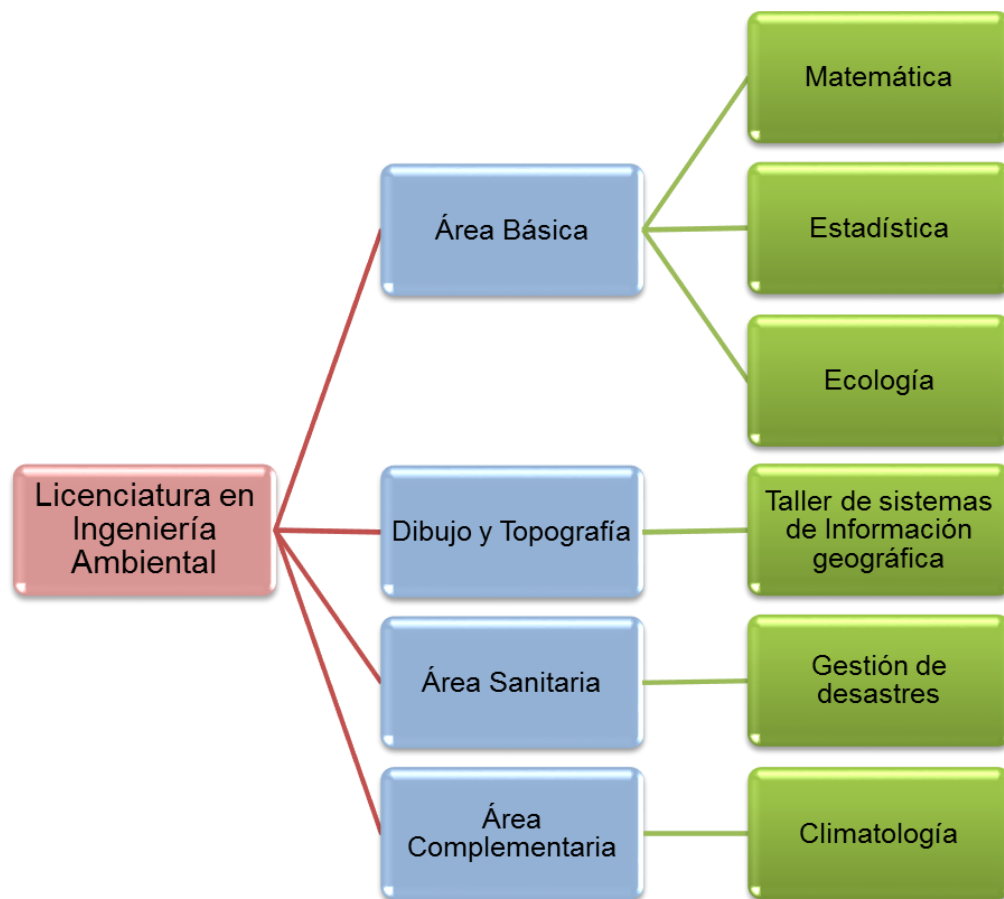 Matemática
Área Básica
Estadística
Ecología
Licenciatura en
Ingeniería
Ambiental
Dibujo y Topografía
Taller de sistemas
de Información
geográfica
Área Sanitaria
Gestión de
desastres
Área
Complementaria
Climatología